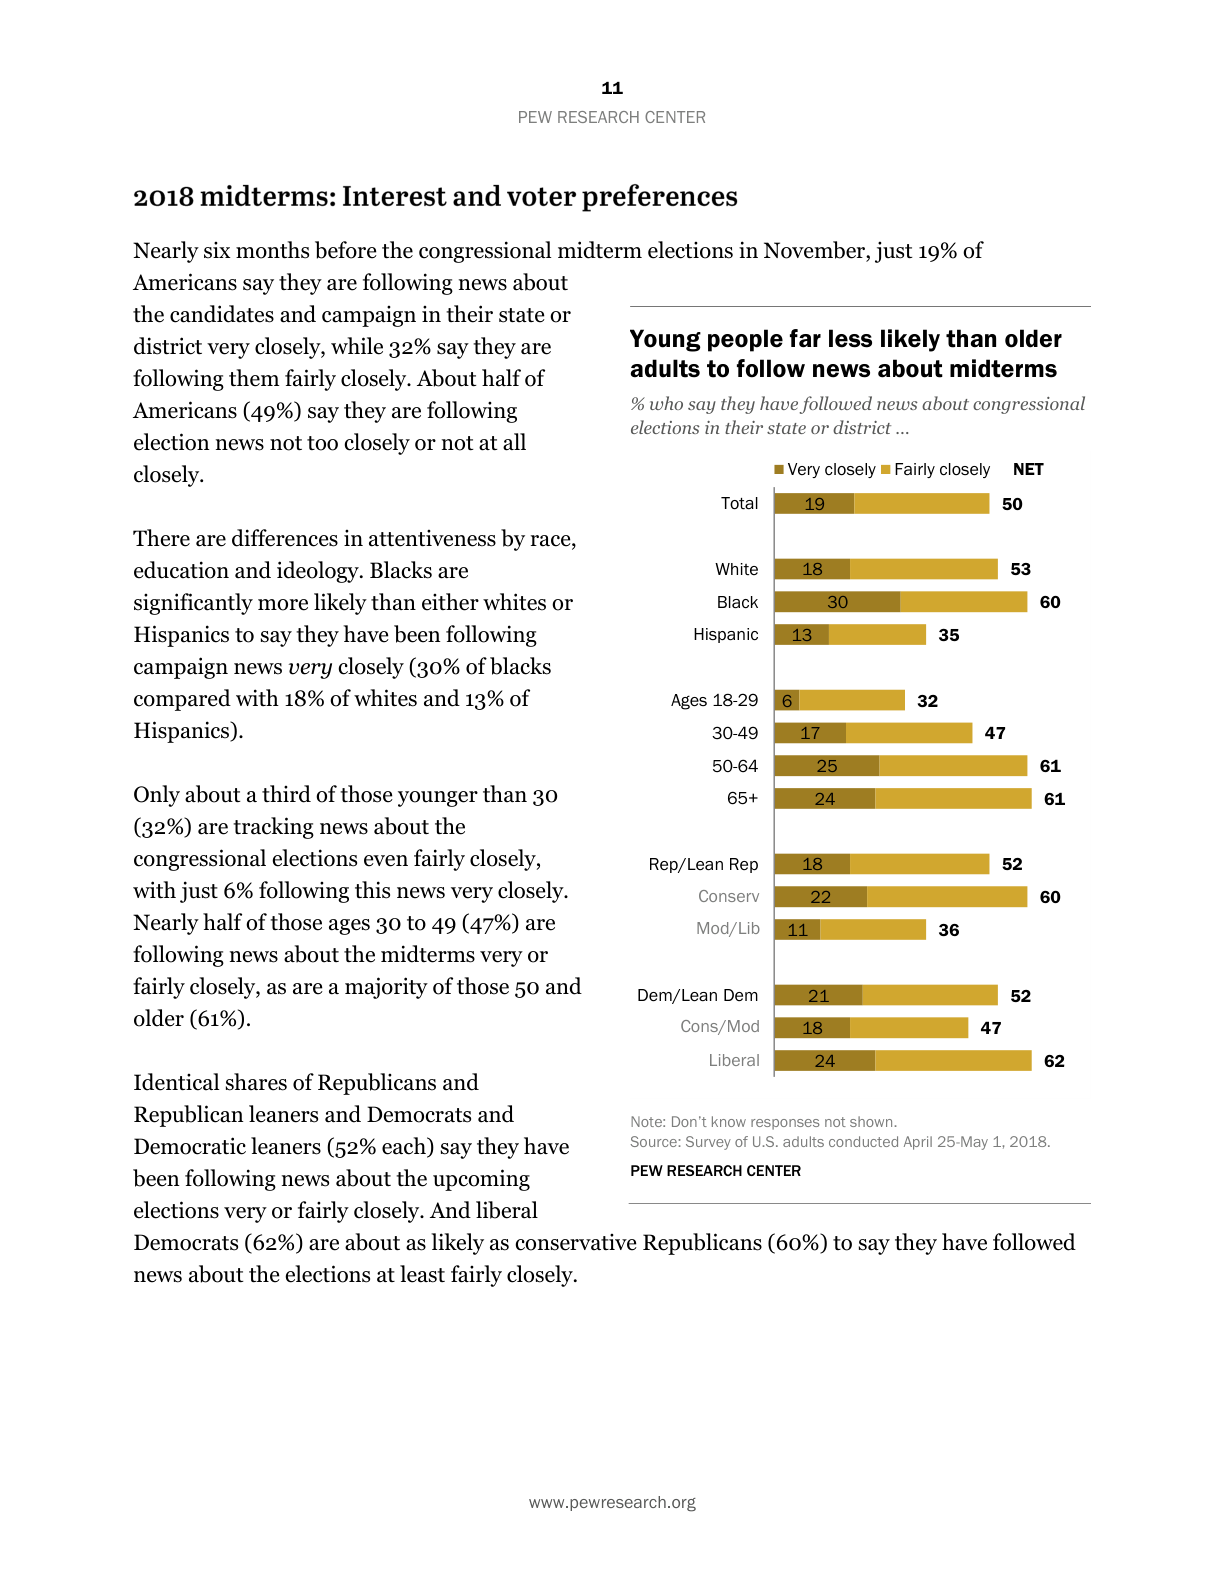 11
PEW RESEARCH CENTER
2018 midterms: Interest and voter preferences
Nearly six months before the congressional midterm elections in November, just 19% of
Americans say they are following news about
the candidates and campaign in their state or
district very closely, while 32% say they are
following them fairly closely. About half of
Americans (49%) say they are following
election news not too closely or not at all
closely.
There are differences in attentiveness by race,
education and ideology. Blacks are
significantly more likely than either whites or
Hispanics to say they have been following
campaign news very closely (30% of blacks
compared with 18% of whites and 13% of
Hispanics).
Only about a third of those younger than 30
(32%) are tracking news about the
congressional elections even fairly closely,
with just 6% following this news very closely.
Nearly half of those ages 30 to 49 (47%) are
following news about the midterms very or
fairly closely, as are a majority of those 50 and
older (61%).
Identical shares of Republicans and
Republican leaners and Democrats and
Democratic leaners (52% each) say they have
been following news about the upcoming
elections very or fairly closely. And liberal
Democrats (62%) are about as likely as conservative Republicans (60%) to say they have followed
news about the elections at least fairly closely.
Young people far less likely than older
adults to follow news about midterms
% who say they have followed news about congressional
elections in their state or district ...
Very closely Fairly closely NET
Total 19 50
White 18 53
Black 30 60
Hispanic 13 35
Ages 18-29 6 32
30-49 17 47
50-64 25 61
65+ 24 61
Rep/Lean Rep 18 52
Conserv 22 60
Mod/Lib 11 36
Dem/Lean Dem 21 52
Cons/Mod 18 47
Liberal 24 62
Note: Don't know responses not shown.
Source: Survey of U.S. adults conducted April 25-May 1, 2018.
PEW RESEARCH CENTER
www.pewresearch.org